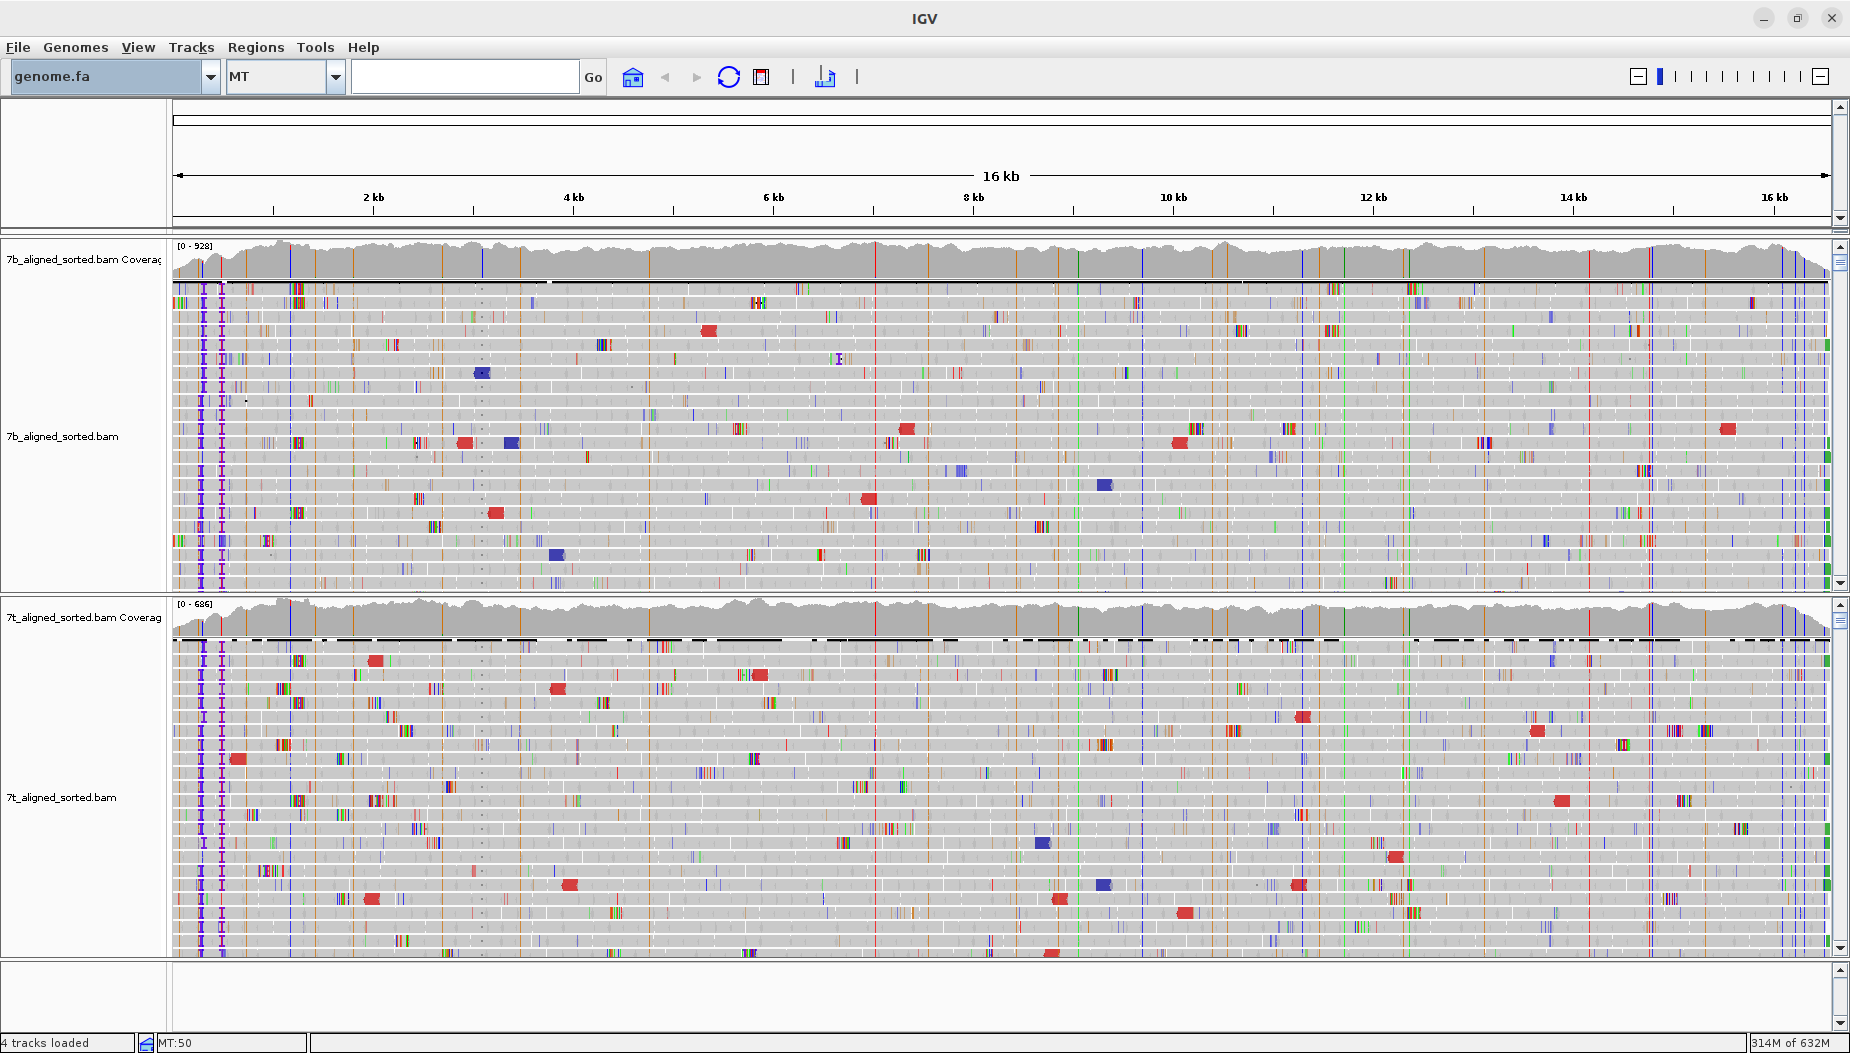 IGV
File Genomes View Tracks Regions Tools Help
genome.fa MT Go
16 kb
2 kb 4 kb 6 kb 8 kb 10 kb 12 kb 14 kb 16 kb
[0 - 928]
7b_aligned_sorted.bam Coverag
7b_aligned_sorted.bam
[0 - 686]
7t_aligned_sorted.bam Coverag
7t_aligned_sorted.bam
4 tracks loaded MT:50 314M of 632M